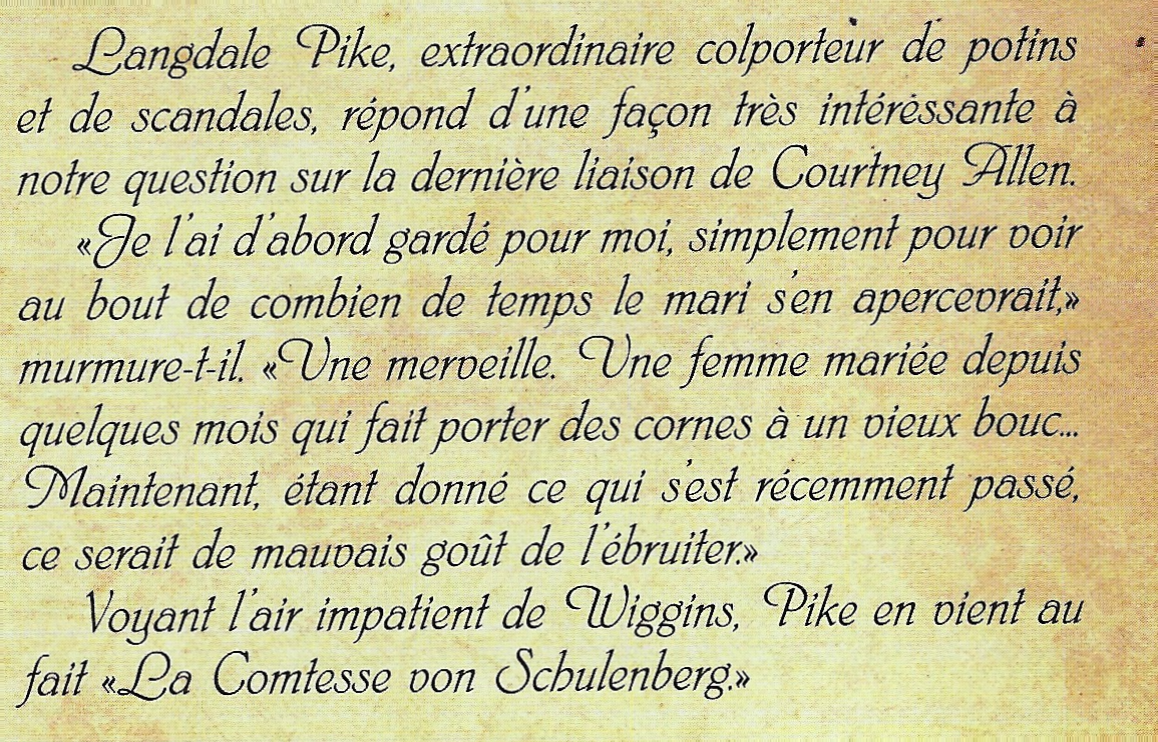 Langdale Pike, extraordinaire colporteur de potins
et de scandales, répond d'une façon très intéressante à
notre question sur la dernière liaison de Courtney Allen.
«Je l'ai d'abord gardé pour moi, simplement pour voir
au bout de combien de temps le mari s'en apercevrait,»
murmure-t-il. «Une merveille. Une femme mariée depuis
quelques mois qui fait porter des cornes à un vieux bouc...
Maintenant, étant donné ce qui s'est récemment passé,
ce serait de mauvais goût de l'ébruiter.»
Voyant l'air impatient de Wiggins, Pike en vient au
fait «La Comtesse von Schulenberg.»